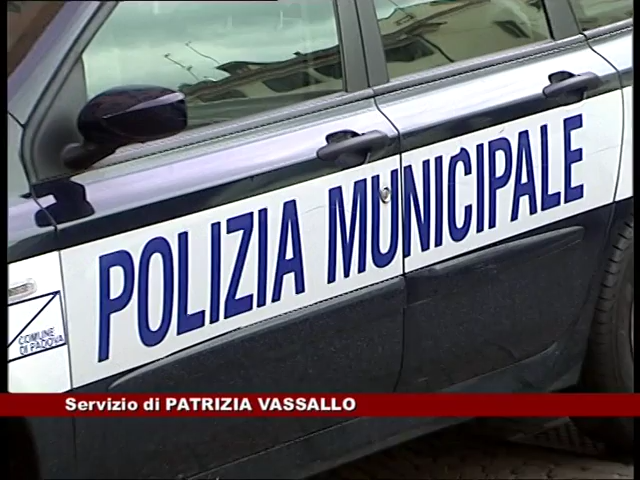 POLIZIA MUNICIPALE
COMUNE
DI PADOVA
Servizio di PATRIZIA VASSALLO